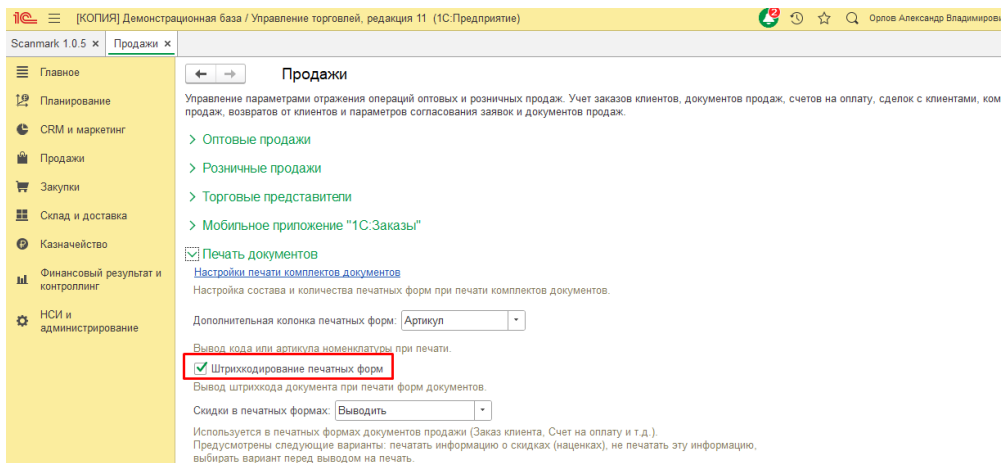 1С [КОПИЯ] Демонстрационная база / Управление торговлей, редакция 11 (1С:Предприятие) 2 Орлов Александр Владимирови
Scanmark 1.0.5 × Продажи ×
Главное
Планирование
CRM и маркетинг
Продажи
Закупки
Склад и доставка
Казначейство
Финансовый результат и
контроллинг
НСИ и
администрирование
Продажи
Управление параметрами отражения операций оптовых и розничных продаж. Учет заказов клиентов, документов продаж, счетов на оплату, сделок с клиентами, ком
продаж, возвратов от клиентов и параметров согласования заявок и документов продаж.
Оптовые продажи
Розничные продажи
Торговые представители
Мобильное приложение "1С:Заказы"
Печать документов
Настройки печати комплектов документов
Настройка состава и количества печатных форм при печати комплектов документов.
Дополнительная колонка печатных форм: Артикул
Вывод кода или артикула номенклатуры при печати.
Штрихкодирование печатных форм
Вывод штрихкода документа при печати форм документов.
Скидки в печатных формах: Выводить
Используется в печатных формах документов продажи (Заказ клиента, Счет на оплату и т.д.).
Предусмотрены следующие варианты: печатать информацию о скидках (наценках), не печатать эту информацию,
выбирать вариант перед выводом на печать.